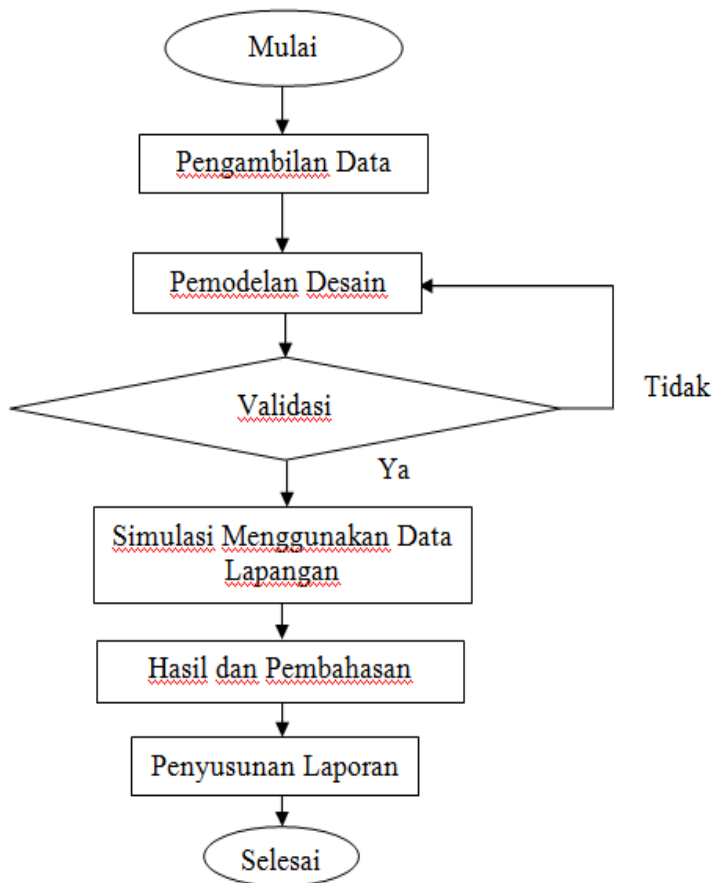 Mulai
Pengambilan Data
Pemodelan Desain
Validasi
Tidak
Ya
Simulasi Menggunakan Data
Lapangan
Hasil dan Pembahasan
Penyusunan Laporan
Selesai